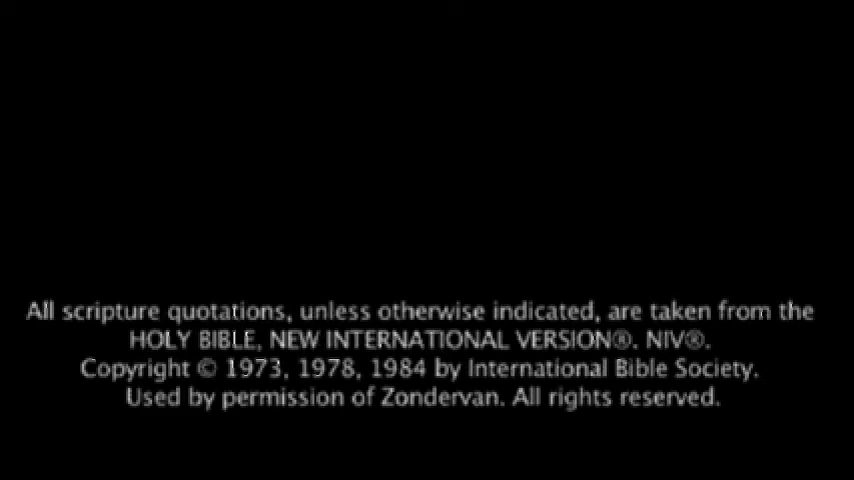 All scripture quotations, unless otherwise indicated, are taken from the
HOLY BIBLE, NEW INTERNATIONAL VERSION®. NIV®.
Copyright © 1973, 1978, 1984 by International Bible Society.
Used by permission of Zondervan. All rights reserved.